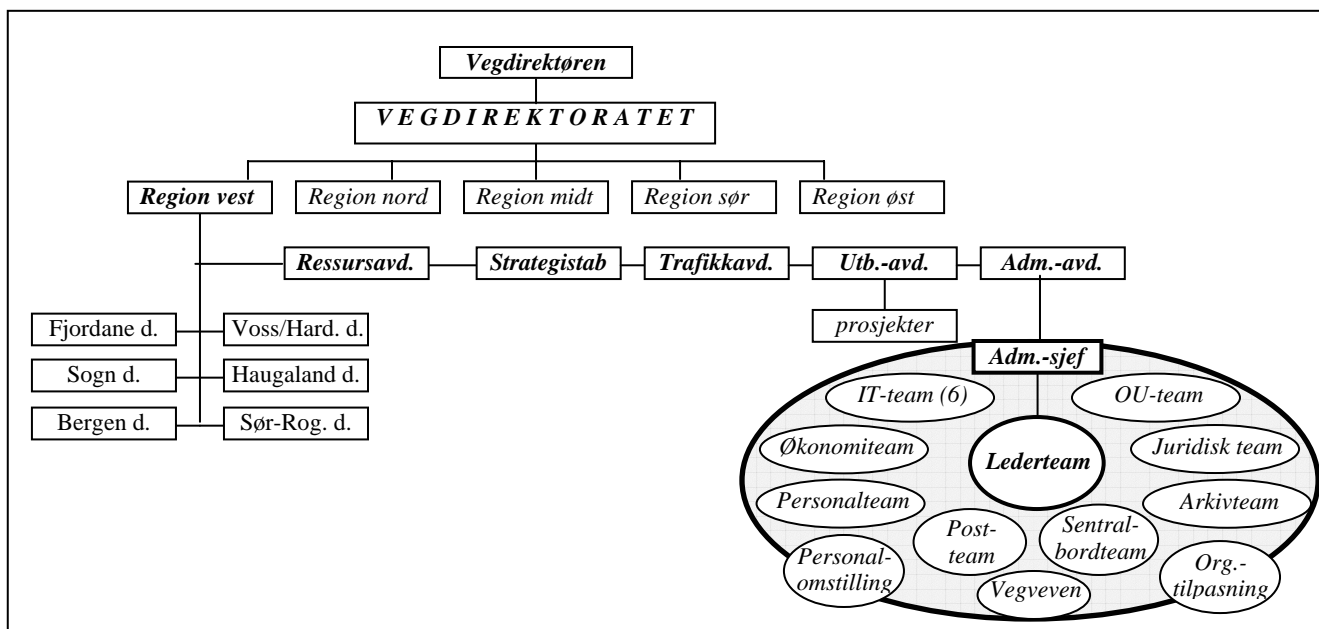 Vegdirektøren
V E G D I R E K T O R A T E T
Region vest
Region nord
Region midt
Region sør
Region øst
Ressursavd.
Strategistab
Trafikkavd.
Utb.-avd.
Adm.-avd.
prosjekter
Fjordane d.
Voss/Hard. d.
Sogn d.
Haugaland d.
Bergen d.
Sør-Rog. d.
Adm.-sjef
IT-team (6)
OU-team
Økonomiteam
Lederteam
Juridisk team
Personalteam
Arkivteam
Post-
team
Sentral-
bordteam
Personal-
omstilling
Vegveven
Org.-
tilpasning